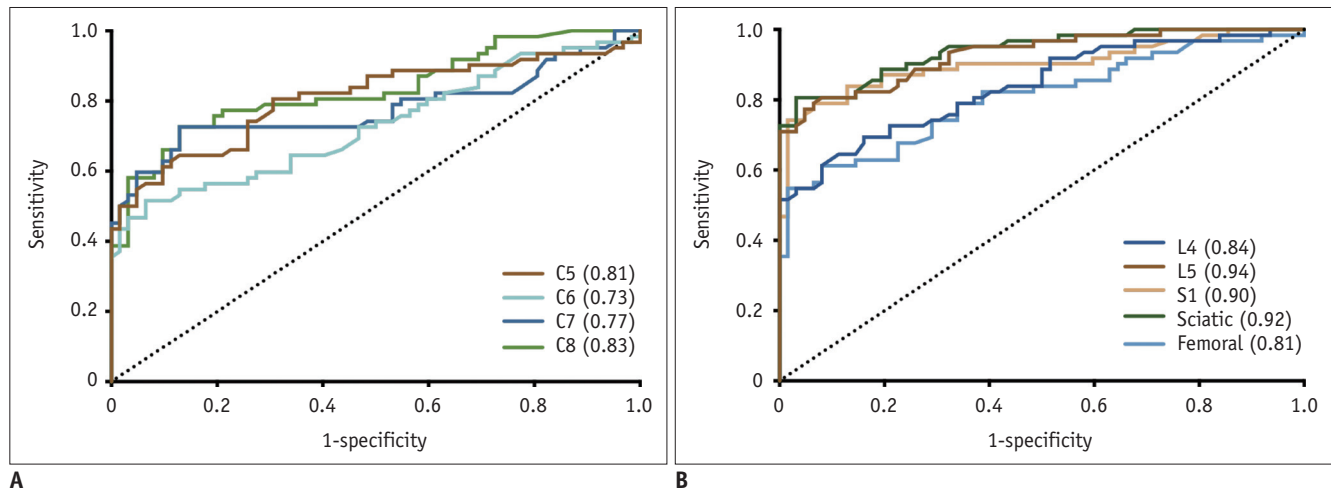 1.0
0.8
0.6
0.4
0.2
0
Sensitivity
C5 (0.81)
C6 (0.73)
C7 (0.77)
C8 (0.83)
0 0.2 0.4 0.6 0.8 1.0
1-specificity
A
1.0
0.8
0.6
0.4
0.2
0
Sensitivity
L4 (0.84)
L5 (0.94)
S1 (0.90)
Sciatic (0.92)
Femoral (0.81)
0 0.2 0.4 0.6 0.8 1.0
1-specificity
B